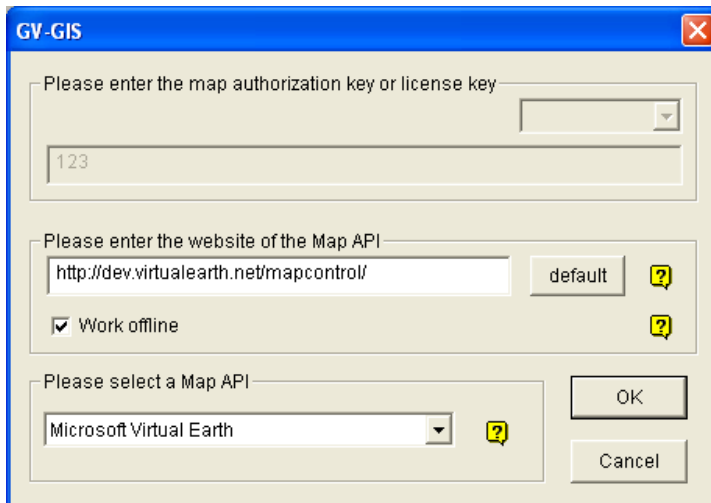 GV-GIS
Please enter the map authorization key or license key
123
Please enter the website of the Map API
http://dev.virtualearth.net/mapcontrol/
default
?
Work offline
?
Please select a Map API
Microsoft Virtual Earth
?
OK
Cancel